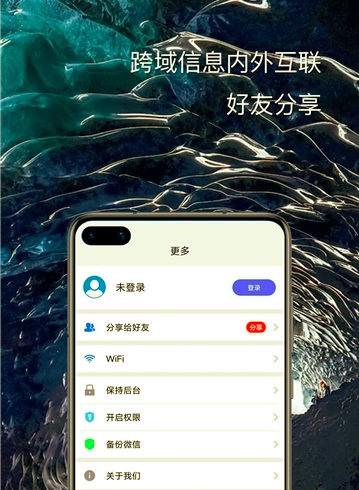 跨域信息内外互联
好友分享
更多
未登录
登录
分享给好友
分享
WiFi
保持后台
开启权限
备份微信
关于我们